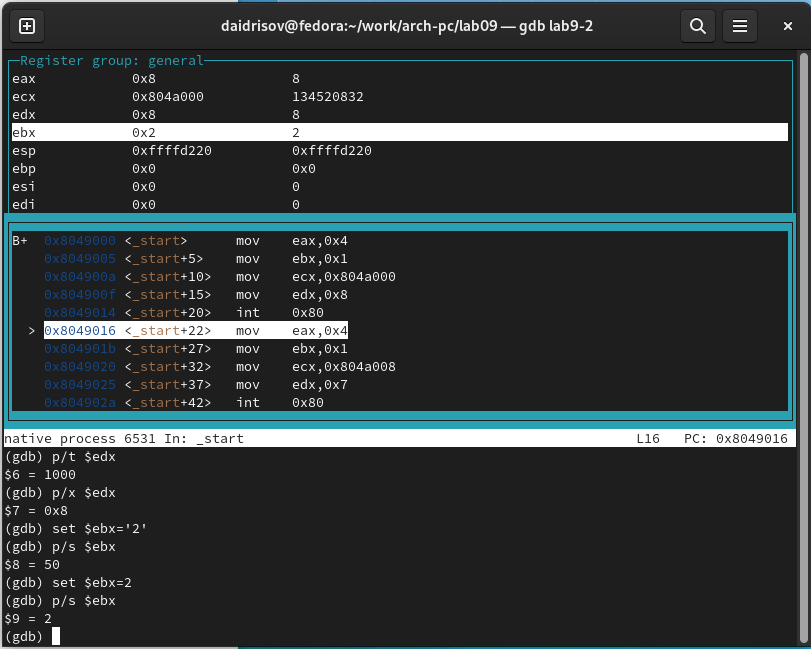 daidrisov@fedora:~/work/arch-pc/lab09 — gdb lab9-2
Register group: general
eax 0x8 8
ecx 0x804a000 134520832
edx 0x8 8
ebx 0x2 2
esp 0xffffd220 0xffffd220
ebp 0x0 0x0
esi 0x0 0
edi 0x0 0
B+ 0x8049000 <_start> mov eax,0x4
0x8049005 <_start+5> mov ebx,0x1
0x804900a <_start+10> mov ecx,0x804a000
0x804900f <_start+15> mov edx,0x8
0x8049014 <_start+20> int 0x80
> 0x8049016 <_start+22> mov eax,0x4
0x804901b <_start+27> mov ebx,0x1
0x8049020 <_start+32> mov ecx,0x804a008
0x8049025 <_start+37> mov edx,0x7
0x804902a <_start+42> int 0x80
native process 6531 In: _start L16 PC: 0x8049016
(gdb) p/t $edx
$6 = 1000
(gdb) p/x $edx
$7 = 0x8
(gdb) set $ebx='2'
(gdb) p/s $ebx
$8 = 50
(gdb) set $ebx=2
(gdb) p/s $ebx
$9 = 2
(gdb)